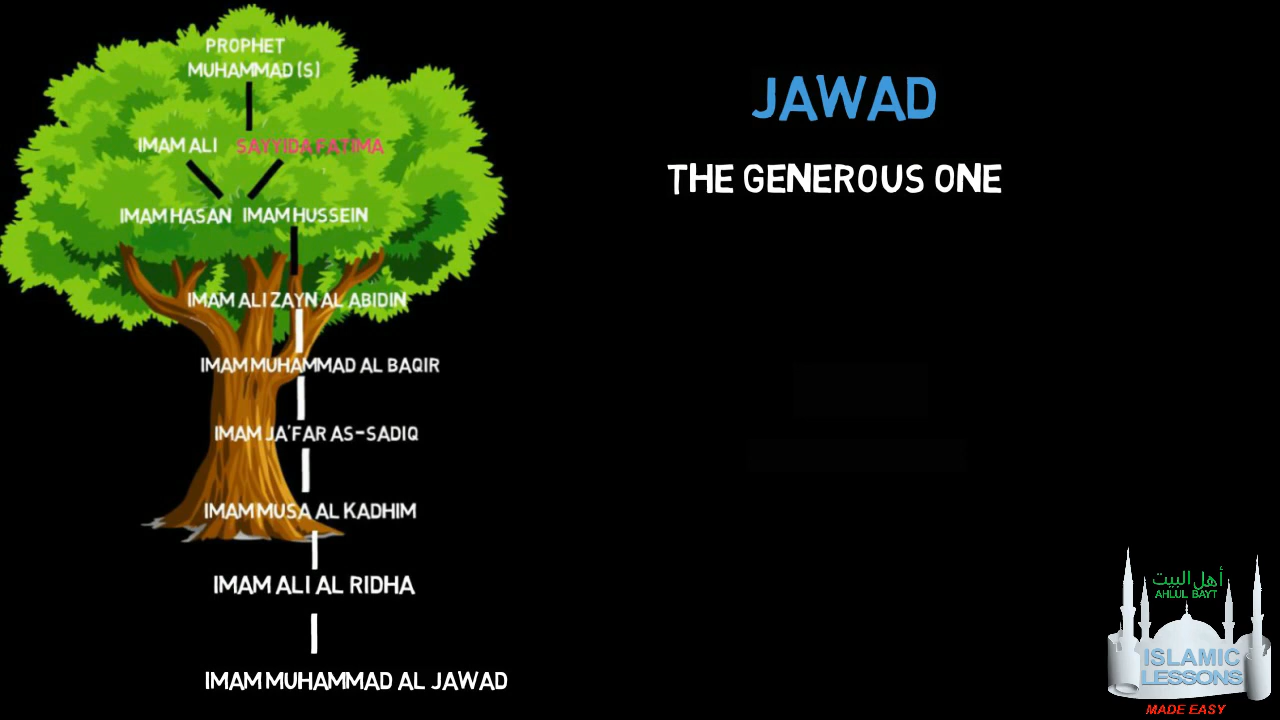 PROPHET
MUHAMMAD (S)
IMAM ALI SAYYIDA FATIMA
IMAM HASAN IMAM HUSSEIN
IMAM ALI ZAYN AL ABIDIN
IMAM MUHAMMAD AL BAQIR
IMAM JA'FAR AS-SADIQ
IMAM MUSA AL KADHIM
IMAM ALI AL RIDHA
IMAM MUHAMMAD AL JAWAD
JAWAD
THE GENEROUS ONE
أهل البيت
AHLUL BAYT
ISLAMIC
LESSONS
MADE EASY